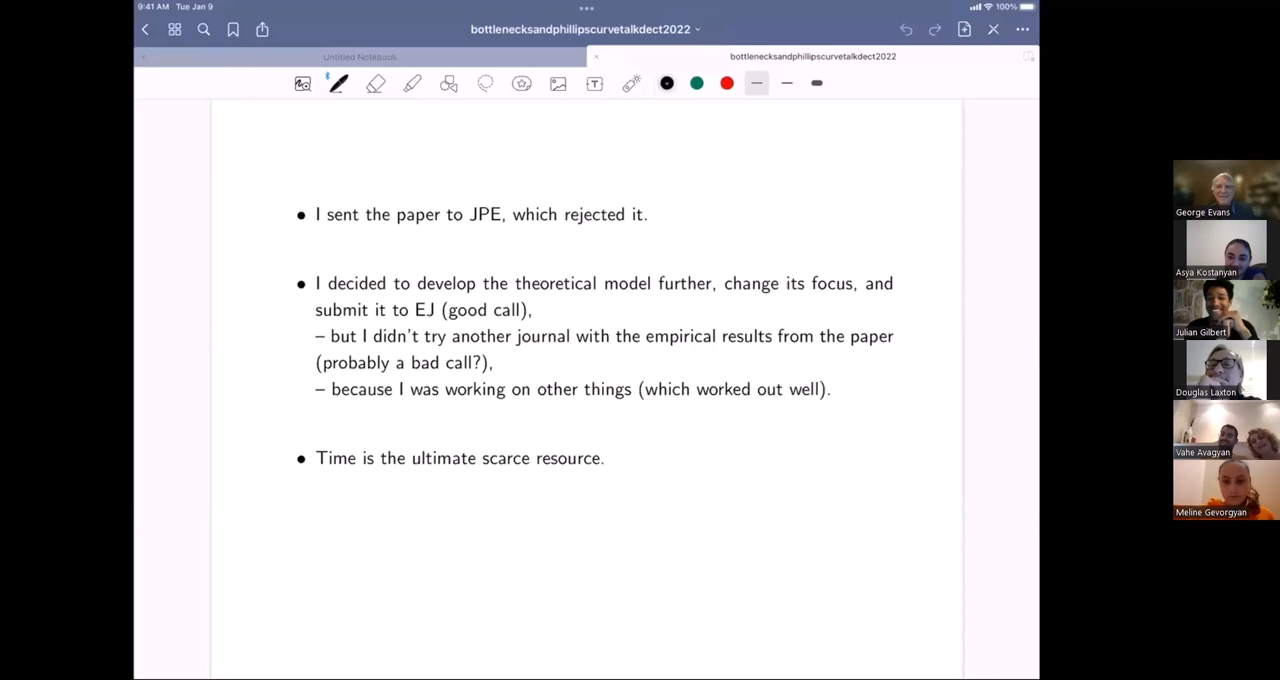 9:41 AM Tue Jan 9
100%
bottlenecksandphillipscurvetalkdect2022
Untitled Notebook
bottlenecksandphillipscurvetalkdect2022
T
• I sent the paper to JPE, which rejected it.
• I decided to develop the theoretical model further, change its focus, and
submit it to EJ (good call),
– but I didn't try another journal with the empirical results from the paper
(probably a bad call?),
– because I was working on other things (which worked out well).
• Time is the ultimate scarce resource.
George Evans
Asya Kostanyan
Julian Gilbert
Douglas Laxton
Vahe Avagyan
Meline Gevorgyan